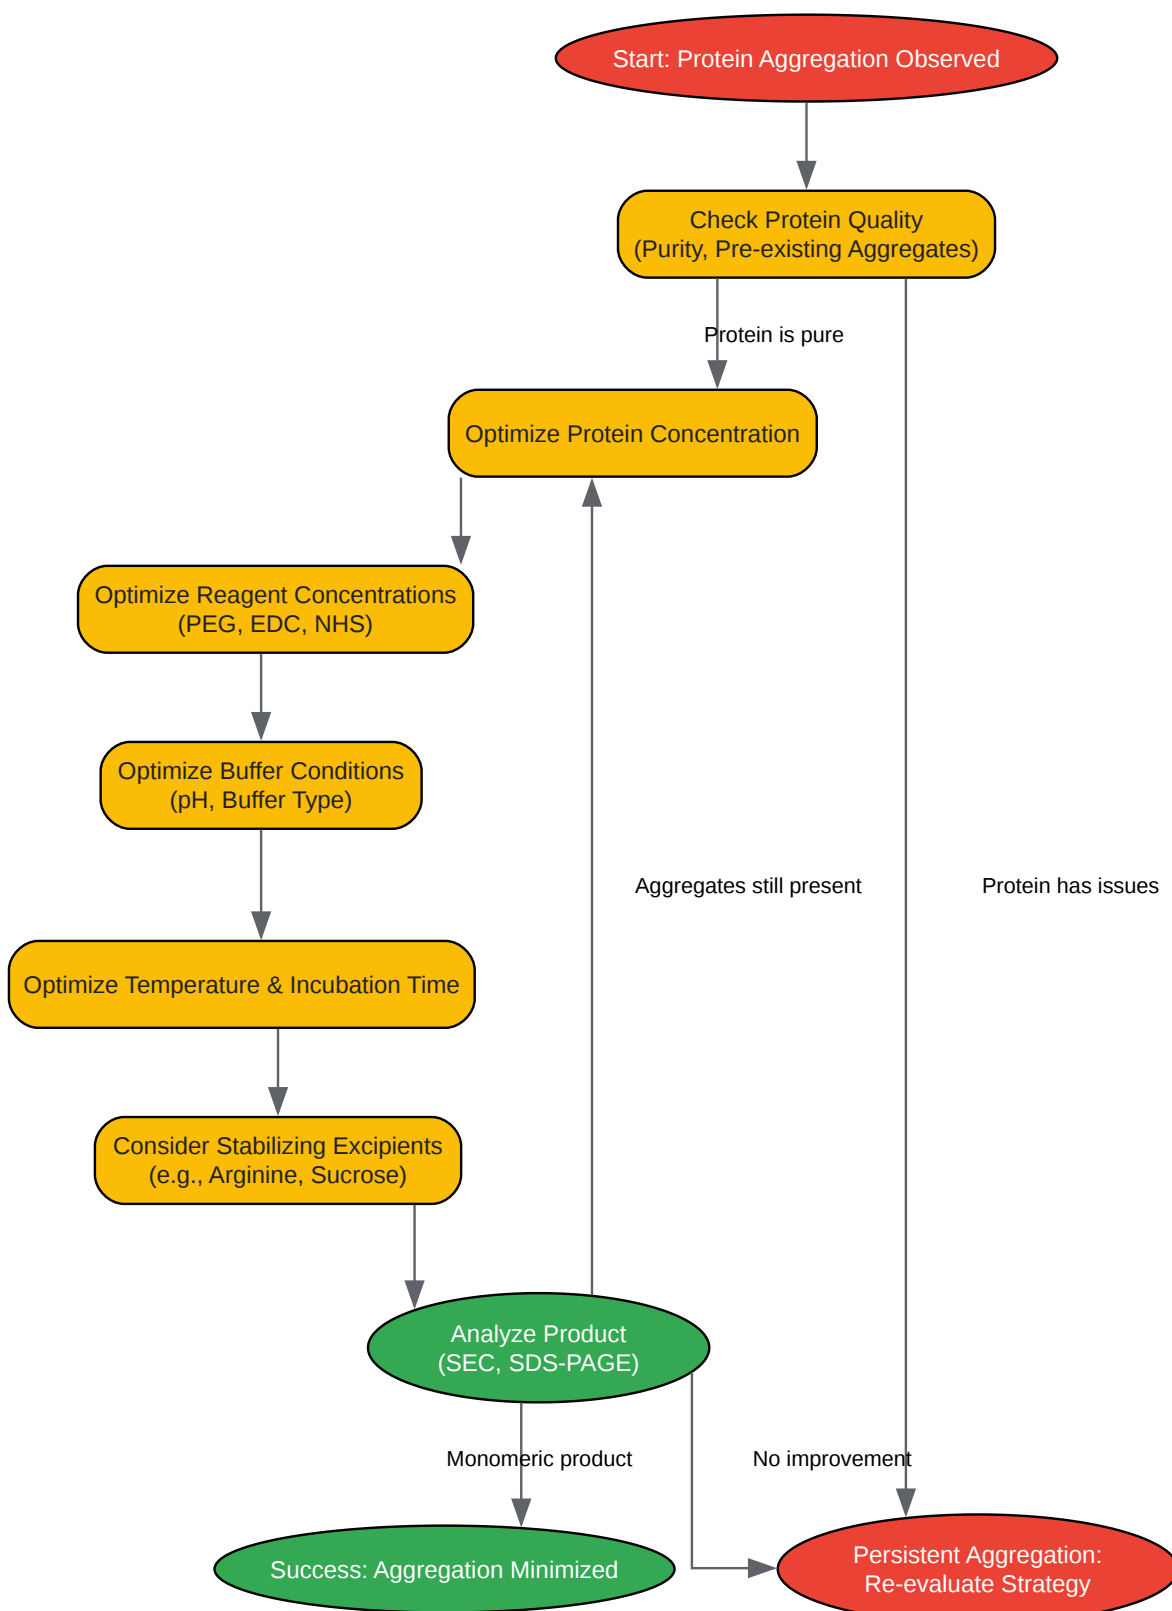 Start: Protein Aggregation Observed
Check Protein Quality
(Purity, Pre-existing Aggregates)
Protein is pure
Optimize Protein Concentration
Optimize Reagent Concentrations
(PEG, EDC, NHS)
Optimize Buffer Conditions
(pH, Buffer Type)
Aggregates still present
Protein has issues
Optimize Temperature & Incubation Time
Consider Stabilizing Excipients
(e.g., Arginine, Sucrose)
Analyze Product
(SEC, SDS-PAGE)
Monomeric product
No improvement
Success: Aggregation Minimized
Persistent Aggregation:
Re-evaluate Strategy